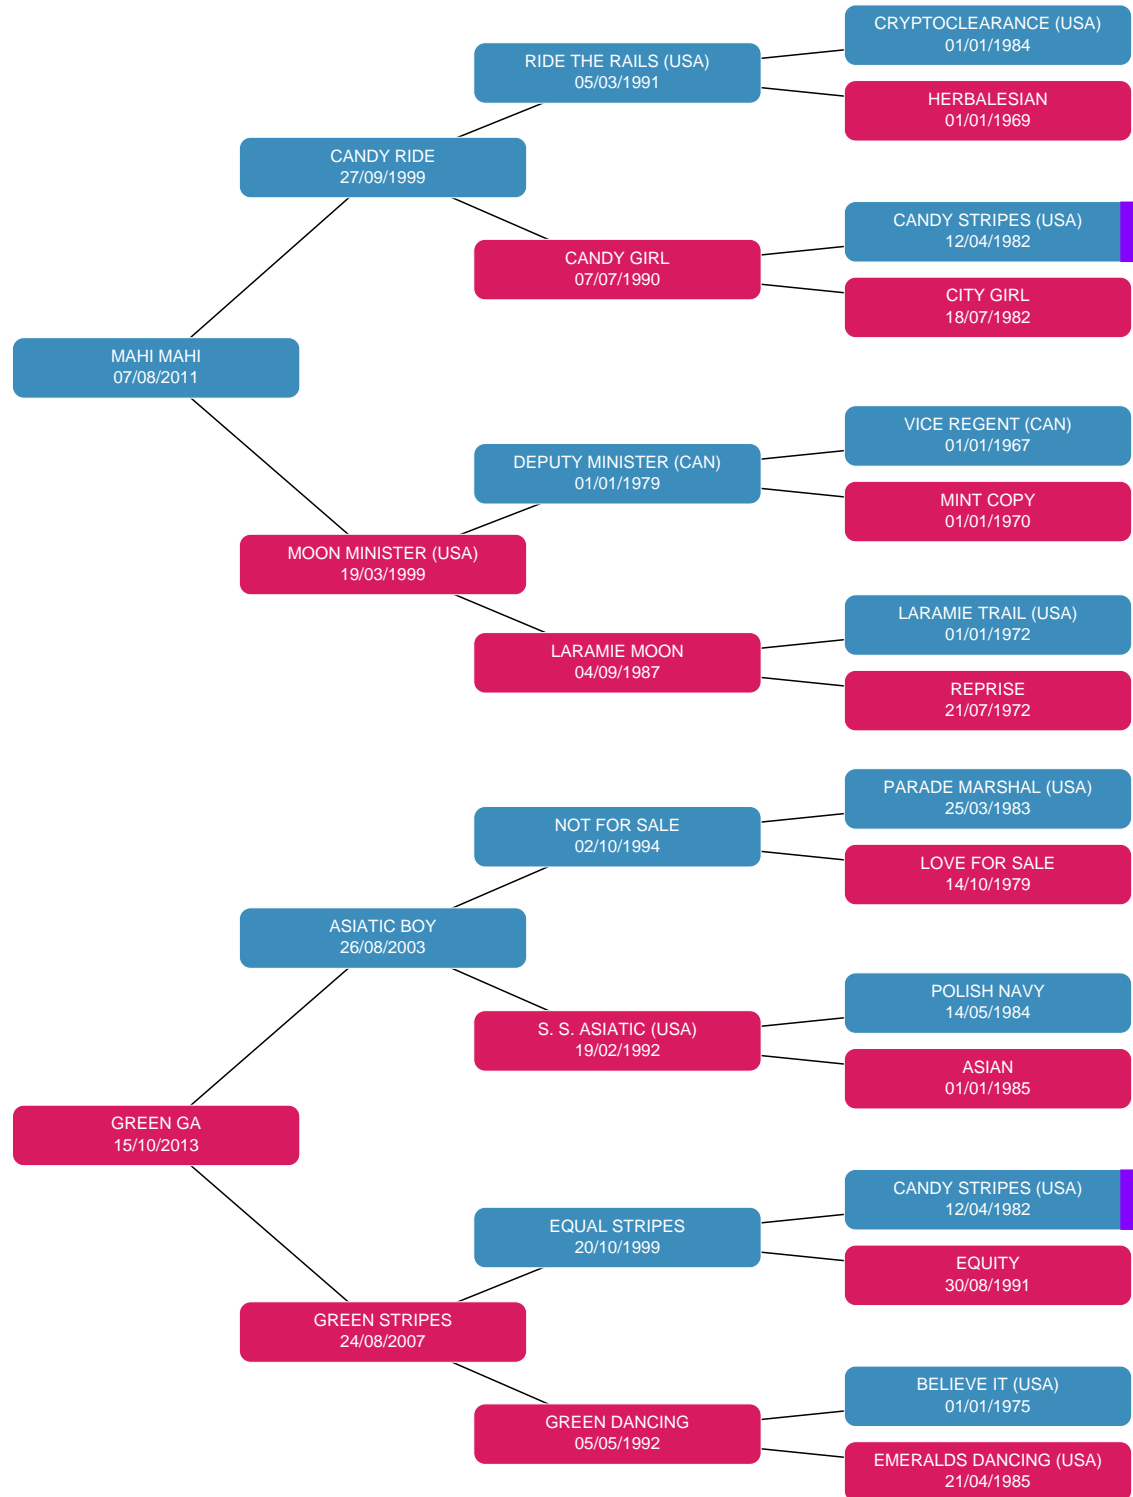 CRYPTOCLEARANCE (USA)
01/01/1984
RIDE THE RAILS (USA)
05/03/1991
HERBALESIAN
01/01/1969
CANDY RIDE
27/09/1999
CANDY STRIPES (USA)
12/04/1982
CANDY GIRL
07/07/1990
CITY GIRL
18/07/1982
MAHI MAHI
07/08/2011
VICE REGENT (CAN)
01/01/1967
DEPUTY MINISTER (CAN)
01/01/1979
MINT COPY
01/01/1970
MOON MINISTER (USA)
19/03/1999
LARAMIE TRAIL (USA)
01/01/1972
LARAMIE MOON
04/09/1987
REPRISE
21/07/1972
PARADE MARSHAL (USA)
25/03/1983
NOT FOR SALE
02/10/1994
LOVE FOR SALE
14/10/1979
ASIATIC BOY
26/08/2003
POLISH NAVY
14/05/1984
S. S. ASIATIC (USA)
19/02/1992
ASIAN
01/01/1985
GREEN GA
15/10/2013
CANDY STRIPES (USA)
12/04/1982
EQUAL STRIPES
20/10/1999
EQUITY
30/08/1991
GREEN STRIPES
24/08/2007
BELIEVE IT (USA)
01/01/1975
GREEN DANCING
05/05/1992
EMERALDS DANCING (USA)
21/04/1985